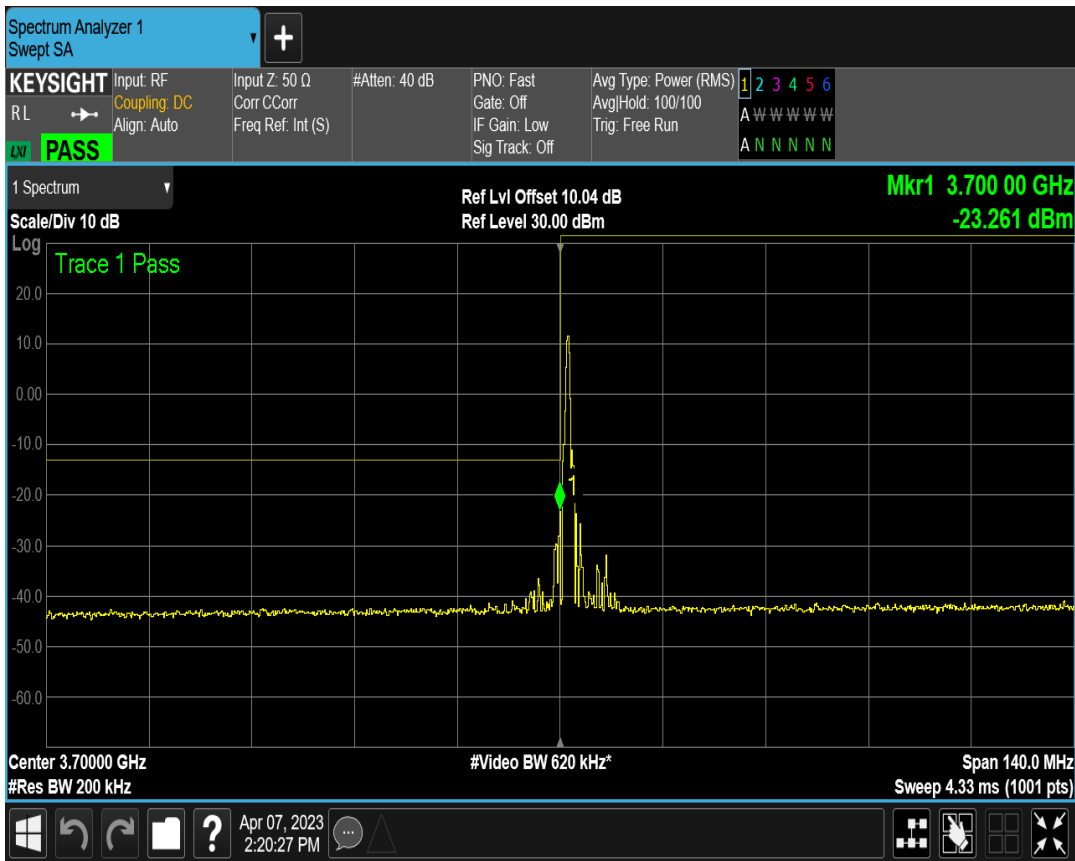 Spectrum Analyzer 1
Swept SA
+
KEYSIGHT
R L
LXI PASS
Input: RF
Coupling: DC
Align: Auto
Input Z: 50 Ω
Corr CCorr
Freq Ref: Int (S)
#Atten: 40 dB
PNO: Fast
Gate: Off
IF Gain: Low
Sig Track: Off
Avg Type: Power (RMS)
Avg|Hold: 100/100
Trig: Free Run
1 2 3 4 5 6
A W W W W W
A N N N N N
1 Spectrum
Scale/Div 10 dB
Ref Lvl Offset 10.04 dB
Ref Level 30.00 dBm
Mkr1 3.700 00 GHz
-23.261 dBm
Log
Trace 1 Pass
20.0
10.0
0.00
-10.0
-20.0
-30.0
-40.0
-50.0
-60.0
Center 3.70000 GHz
#Res BW 200 kHz
#Video BW 620 kHz*
Span 140.0 MHz
Sweep 4.33 ms (1001 pts)
?
Apr 07, 2023
2:20:27 PM